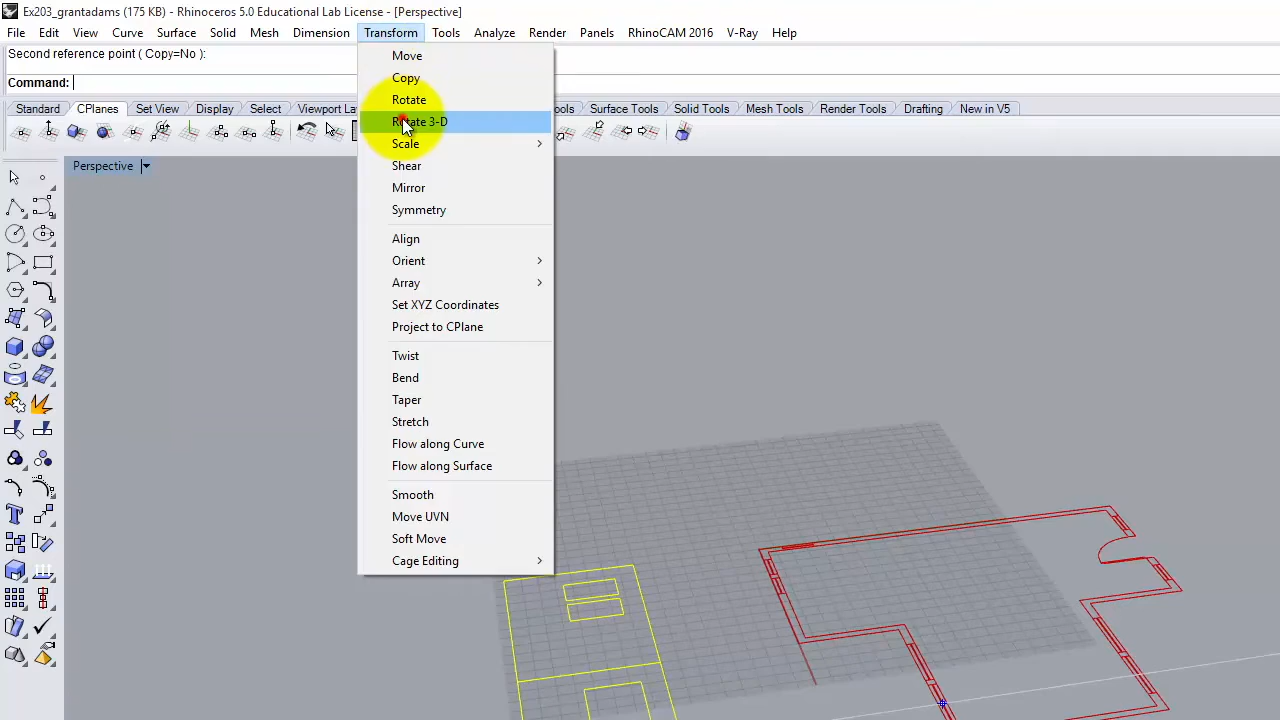 Ex203_grantadams (175 KB) - Rhinoceros 5.0 Educational Lab License - [Perspective]
File Edit View Curve Surface Solid Mesh Dimension Transform Tools Analyze Render Panels RhinoCAM 2016 V-Ray Help
Second reference point ( Copy=No ):
Command:
Standard CPlanes Set View Display Select Viewport La ools Surface Tools Solid Tools Mesh Tools Render Tools Drafting New in V5
Perspective
Move
Copy
Rotate
Rotate 3-D
Scale
Shear
Mirror
Symmetry
Align
Orient
Array
Set XYZ Coordinates
Project to CPlane
Twist
Bend
Taper
Stretch
Flow along Curve
Flow along Surface
Smooth
Move UVN
Soft Move
Cage Editing